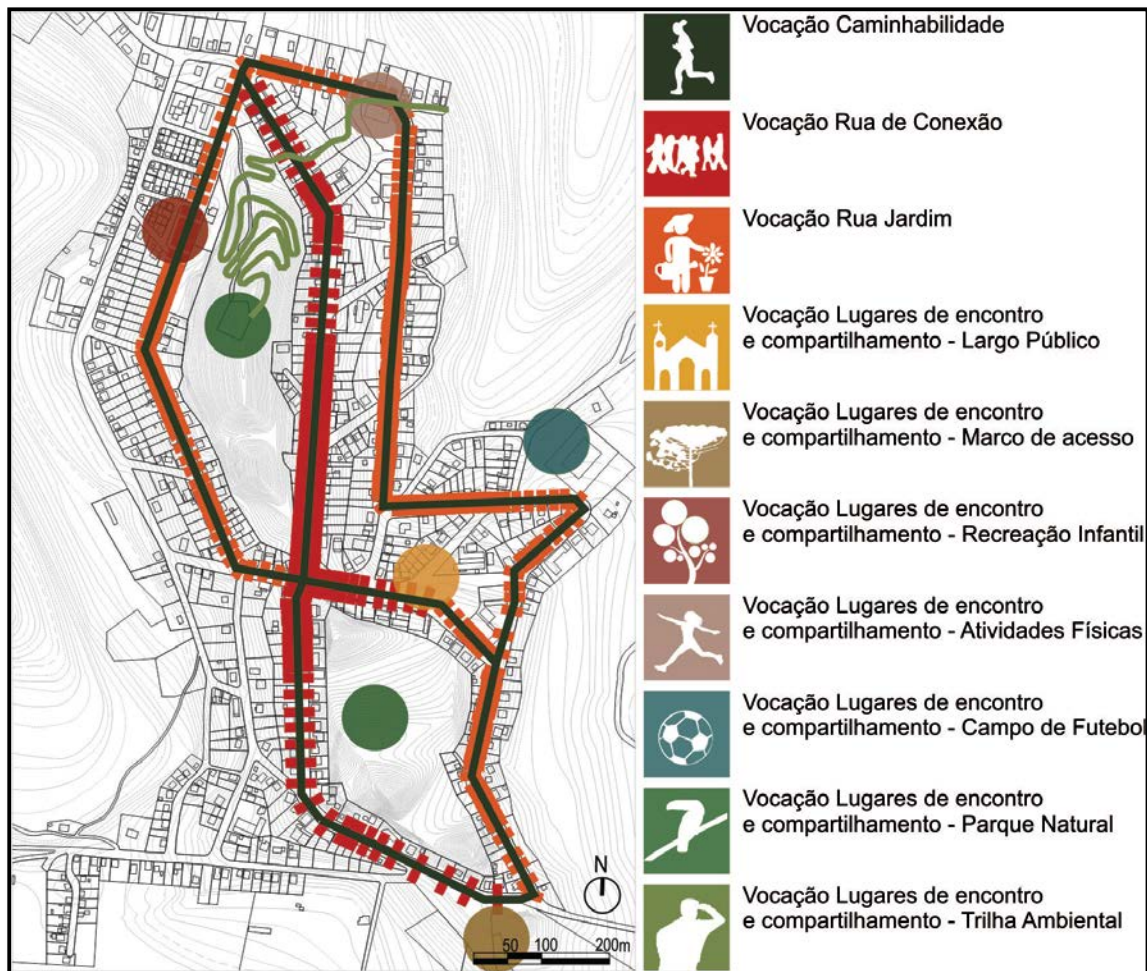 Vocação Caminhabilidade
Vocação Rua de Conexão
Vocação Rua Jardim
Vocação Lugares de encontro
e compartilhamento - Largo Público
Vocação Lugares de encontro
e compartilhamento - Marco de acesso
Vocação Lugares de encontro
e compartilhamento - Recreação Infantil
Vocação Lugares de encontro
e compartilhamento - Atividades Físicas
Vocação Lugares de encontro
e compartilhamento - Campo de Futebol
Vocação Lugares de encontro
e compartilhamento - Parque Natural
Vocação Lugares de encontro
e compartilhamento - Trilha Ambiental
N
50 100 200m